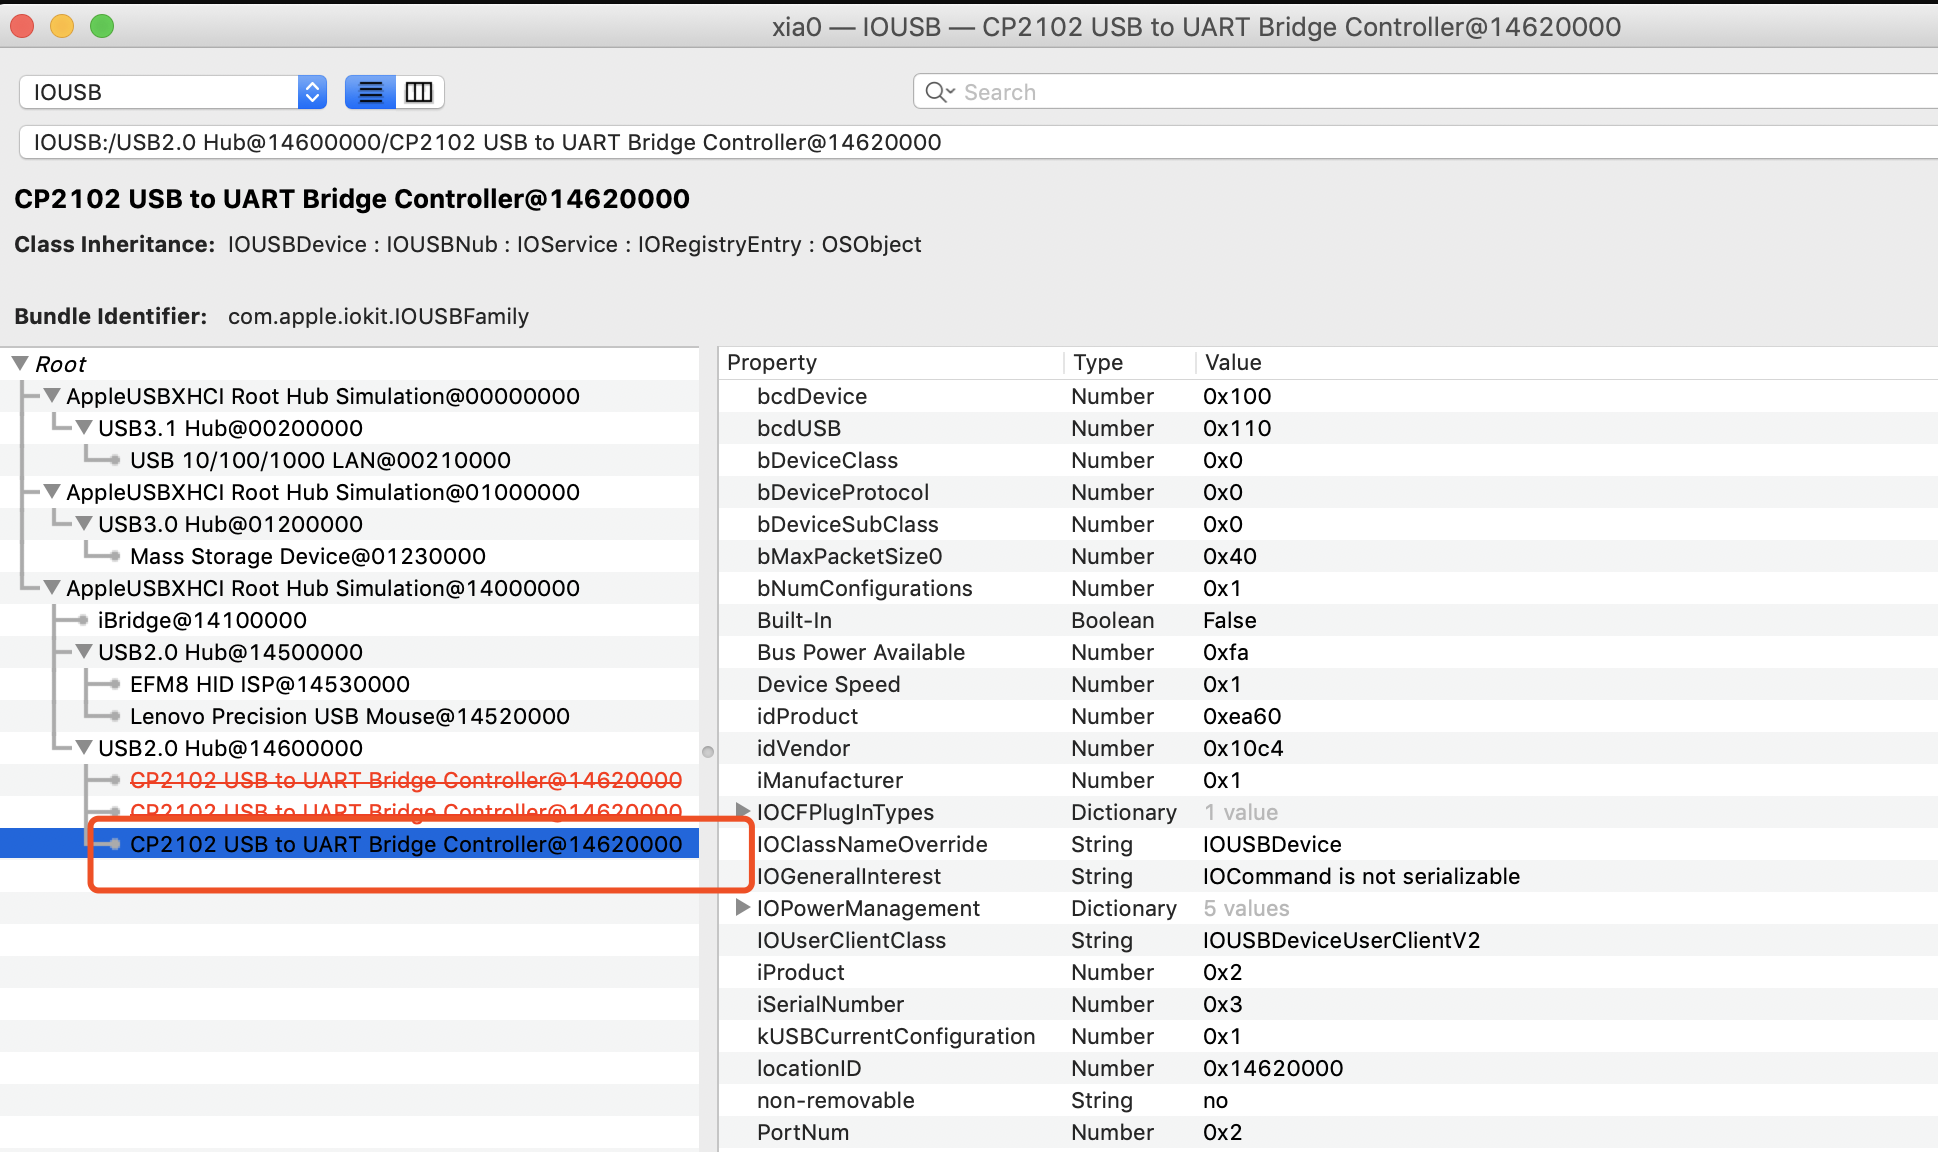 xia0 — IOUSB — CP2102 USB to UART Bridge Controller@14620000
IOUSB
Search
IOUSB:/USB2.0 Hub@14600000/CP2102 USB to UART Bridge Controller@14620000
CP2102 USB to UART Bridge Controller@14620000
Class Inheritance: IOUSBDevice : IOUSBNub : IOService : IORegistryEntry : OSObject
Bundle Identifier: com.apple.iokit.IOUSBFamily
Root
AppleUSBXHCI Root Hub Simulation@00000000
USB3.1 Hub@00200000
USB 10/100/1000 LAN@00210000
AppleUSBXHCI Root Hub Simulation@01000000
USB3.0 Hub@01200000
Mass Storage Device@01230000
AppleUSBXHCI Root Hub Simulation@14000000
iBridge@14100000
USB2.0 Hub@14500000
EFM8 HID ISP@14530000
Lenovo Precision USB Mouse@14520000
USB2.0 Hub@14600000
CP2102 USB to UART Bridge Controller@14620000
CP2102 USB to UART Bridge Controller@14620000
CP2102 USB to UART Bridge Controller@14620000
Property Type Value
bcdDevice Number 0x100
bcdUSB Number 0x110
bDeviceClass Number 0x0
bDeviceProtocol Number 0x0
bDeviceSubClass Number 0x0
bMaxPacketSize0 Number 0x40
bNumConfigurations Number 0x1
Built-In Boolean False
Bus Power Available Number 0xfa
Device Speed Number 0x1
idProduct Number 0xea60
idVendor Number 0x10c4
iManufacturer Number 0x1
IOCFPlugInTypes Dictionary 1 value
IOClassNameOverride String IOUSBDevice
IOGeneralInterest String IOCommand is not serializable
IOPowerManagement Dictionary 5 values
IOUserClientClass String IOUSBDeviceUserClientV2
iProduct Number 0x2
iSerialNumber Number 0x3
kUSBCurrentConfiguration Number 0x1
locationID Number 0x14620000
non-removable String no
PortNum Number 0x2